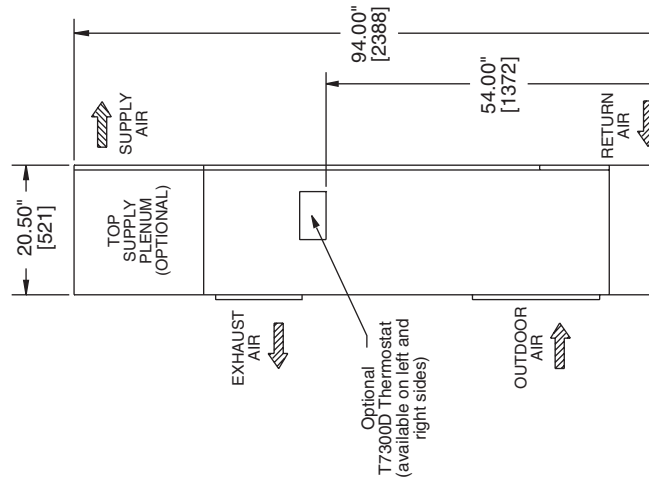 94.00"
[2388]
54.00"
[1372]
SUPPLY
AIR
RETURN
AIR
20.50"
[521]
TOP
SUPPLY
PLENUM
(OPTIONAL)
EXHAUST
AIR
Optional
T7300D Thermostat
(available on left and
right sides)
OUTDOOR
AIR